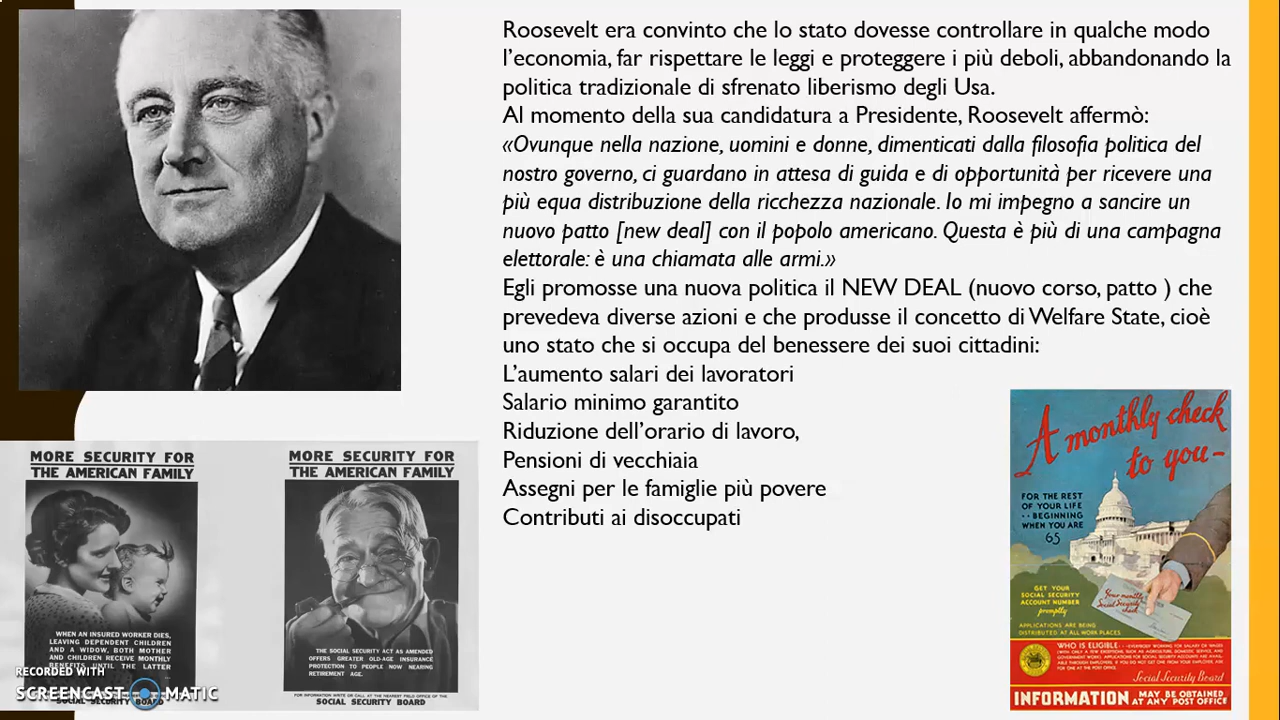 Roosevelt era convinto che lo stato dovesse controllare in qualche modo
l'economia, far rispettare le leggi e proteggere i più deboli, abbandonando la
politica tradizionale di sfrenato liberismo degli Usa.
Al momento della sua candidatura a Presidente, Roosevelt affermò:
«Ovunque nella nazione, uomini e donne, dimenticati dalla filosofia politica del
nostro governo, ci guardano in attesa di guida e di opportunità per ricevere una
più equa distribuzione della ricchezza nazionale. Io mi impegno a sancire un
nuovo patto [new deal] con il popolo americano. Questa è più di una campagna
elettorale: è una chiamata alle armi.»
Egli promosse una nuova politica il NEW DEAL (nuovo corso, patto ) che
prevedeva diverse azioni e che produsse il concetto di Welfare State, cioè
uno stato che si occupa del benessere dei suoi cittadini:
L'aumento salari dei lavoratori
Salario minimo garantito
Riduzione dell'orario di lavoro,
Pensioni di vecchiaia
Assegni per le famiglie più povere
Contributi ai disoccupati
MORE SECURITY FOR
THE AMERICAN FAMILY
WHEN AN INSURED WORKER DIES,
LEAVING DEPENDENT CHILDREN
AND A WIDOW, BOTH MOTHER
AND CHILDREN RECEIVE MONTHLY
BENEFITS UNTIL THE LATTER
SOCIAL SECURITY BOARD
MORE SECURITY FOR
THE AMERICAN FAMILY
THE SOCIAL SECURITY ACT AS AMENDED
OFFERS GREATER OLD-AGE INSURANCE
PROTECTION TO PEOPLE NOW NEARING
RETIREMENT AGE.
FOR INFORMATION WRITE OR CALL AT THE NEAREST FIELD OFFICE OF THE
SOCIAL SECURITY BOARD
A monthly check
to you-
FOR THE REST
OF YOUR LIFE
·· BEGINNING
WHEN YOU ARE
65
GET YOUR
SOCIAL SECURITY
ACCOUNT NUMBER
promptly
APPLICATIONS ARE BEING
DISTRIBUTED AT ALL WORK PLACES
Your monthly
Social Security
check
WHO IS ELIGIBLE
Social Security Board
INFORMATION MAY BE OBTAINED
AT ANY POST OFFICE
RECORDED WITH
SCREENCAST MATIC